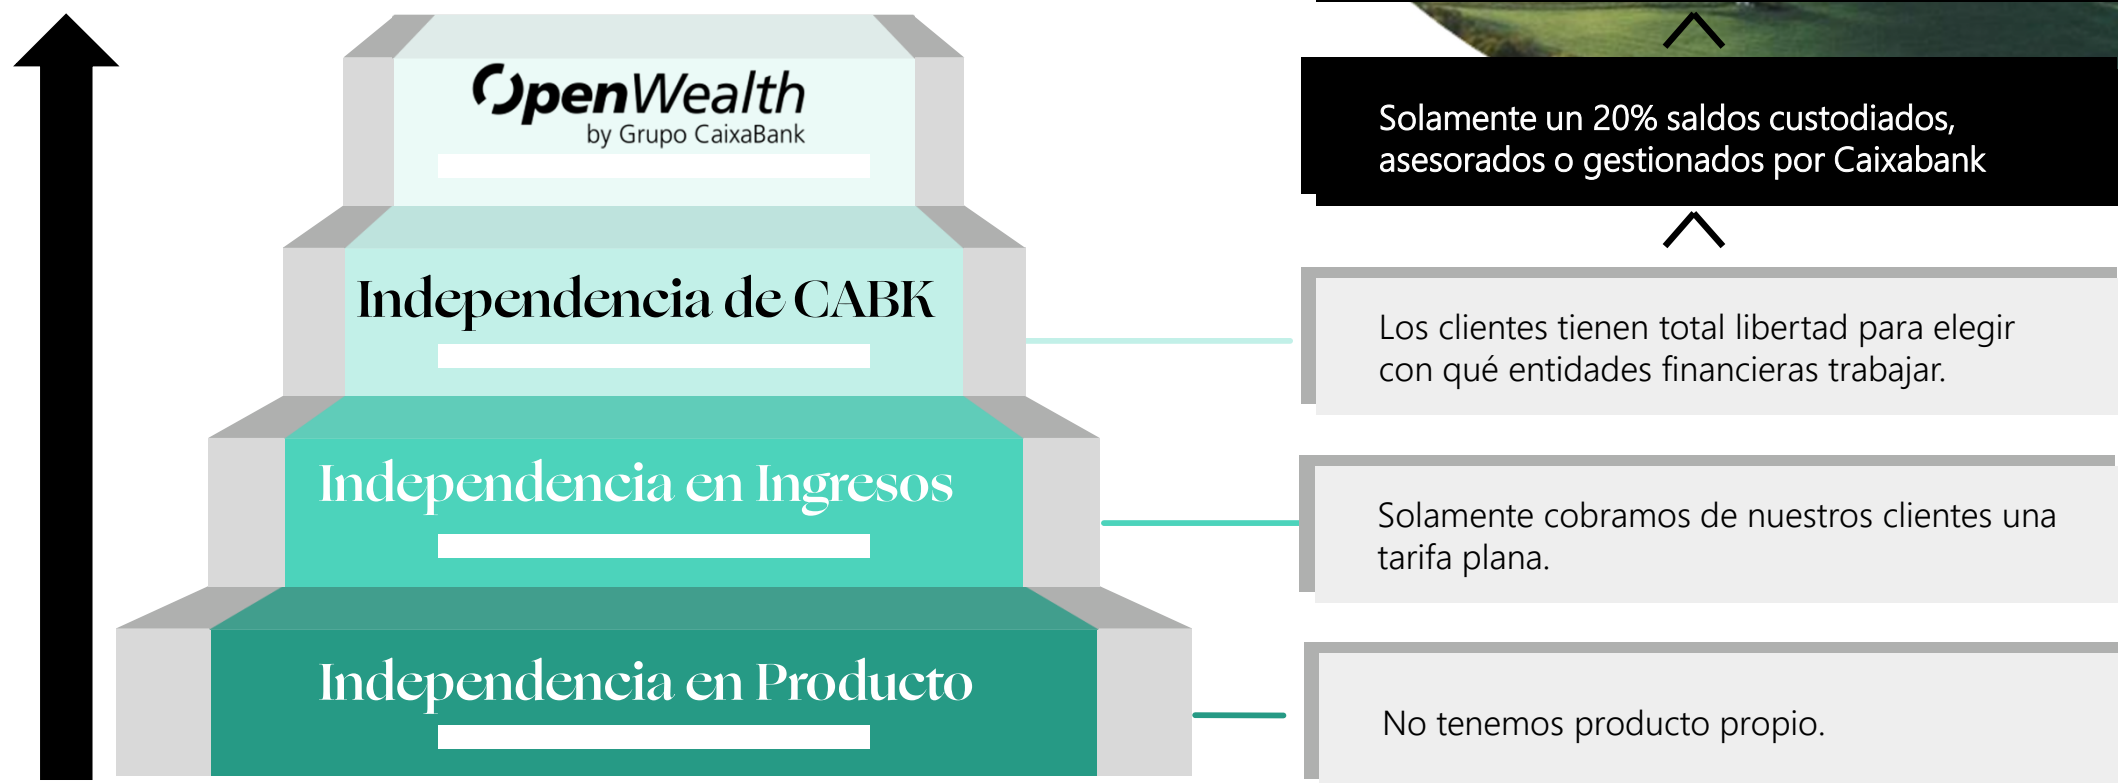 OpenWealth
by Grupo CaixaBank
Independencia de CABK
Independencia en Ingresos
Independencia en Producto
Solamente un 20% saldos custodiados,
asesorados o gestionados por Caixabank
Los clientes tienen total libertad para elegir
con qué entidades financieras trabajar.
Solamente cobramos de nuestros clientes una
tarifa plana.
No tenemos producto propio.